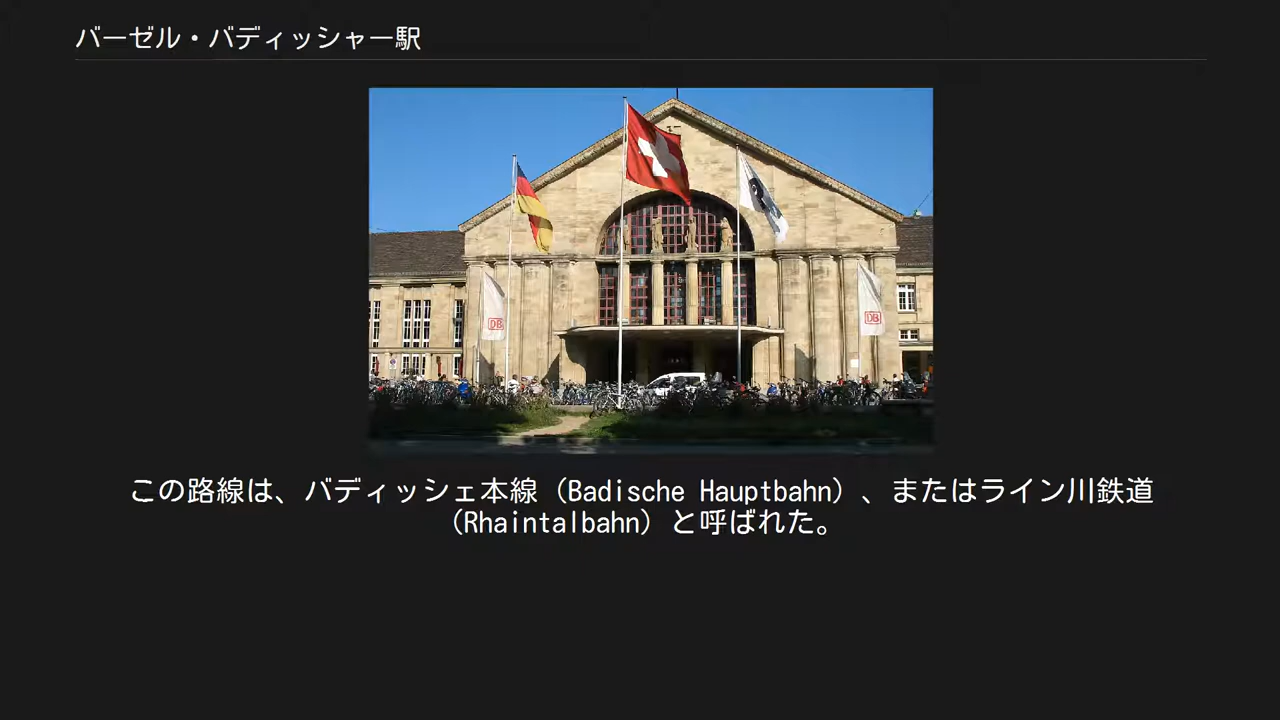 バーゼル・バディッシャー駅
DB
DB
この路線は、バディッシェ本線（Badische Hauptbahn）、またはライン川鉄道
（Rhaintalbahn）と呼ばれた。